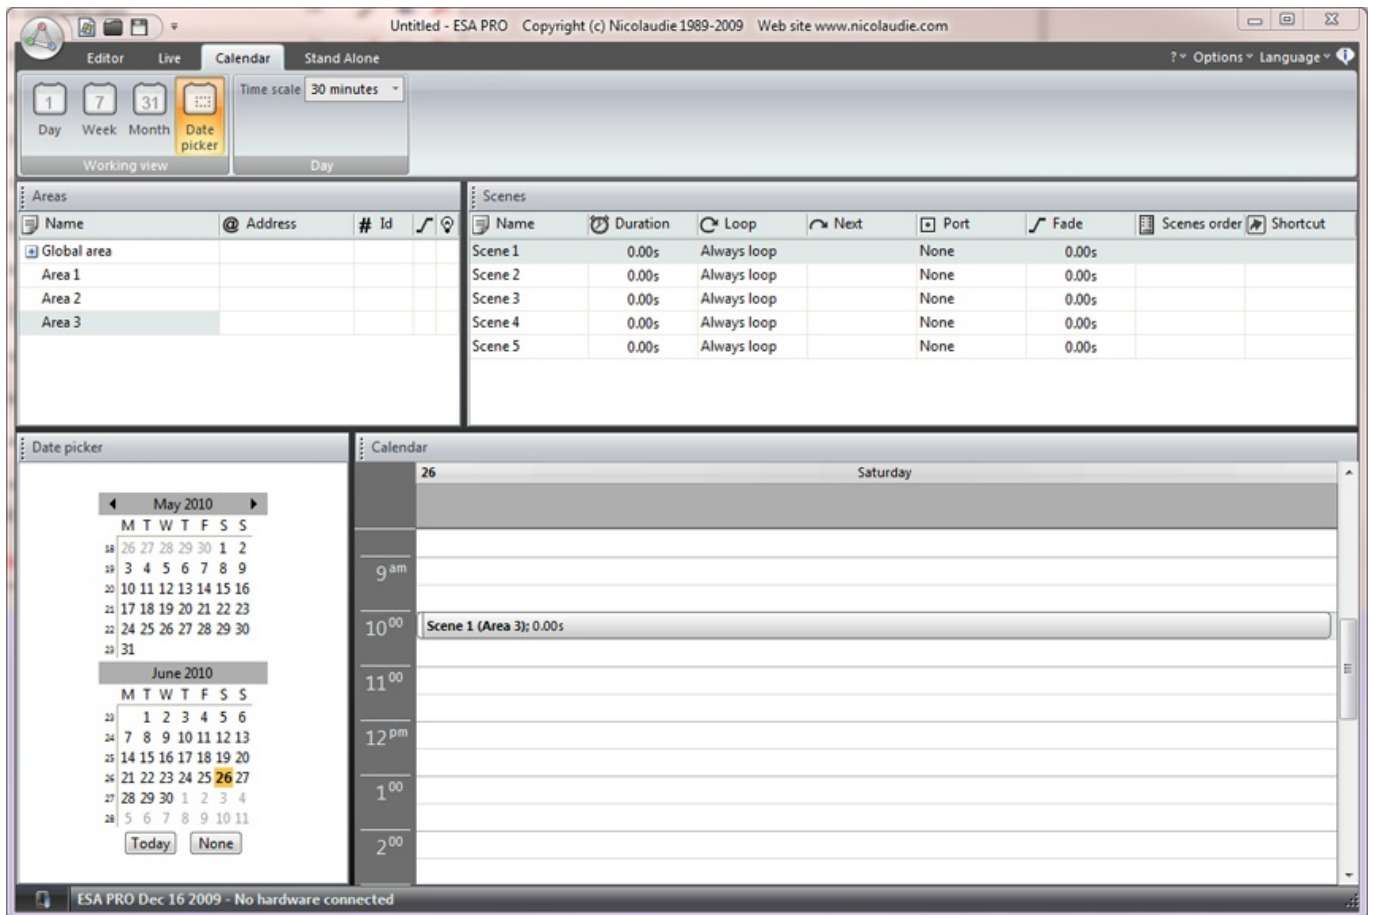 Untitled - ESA PRO Copyright (c) Nicolaudie 1989-2009 Web site www.nicolaudie.com
Editor Live Calendar Stand Alone ? Options Language
1 7 31 Time scale 30 minutes
Day Week Month Date picker
Working view Day
Areas Scenes
Name @ Address # Id Name Duration Loop Next Port Fade Scenes order Shortcut
Global area Scene 1 0.00s Always loop None 0.00s
Area 1 Scene 2 0.00s Always loop None 0.00s
Area 2 Scene 3 0.00s Always loop None 0.00s
Area 3 Scene 4 0.00s Always loop None 0.00s
Scene 5 0.00s Always loop None 0.00s
Date picker
May 2010
M T W T F S S
18 26 27 28 29 30 1 2
19 3 4 5 6 7 8 9
20 10 11 12 13 14 15 16
21 17 18 19 20 21 22 23
22 24 25 26 27 28 29 30
23 31
June 2010
M T W T F S S
23 1 2 3 4 5 6
24 7 8 9 10 11 12 13
25 14 15 16 17 18 19 20
26 21 22 23 24 25 26 27
27 28 29 30 1 2 3 4
28 5 6 7 8 9 10 11
Today None
Calendar
26 Saturday
9 am
10 00 Scene 1 (Area 3); 0.00s
11 00
12 pm
1 00
2 00
ESA PRO Dec 16 2009 - No hardware connected